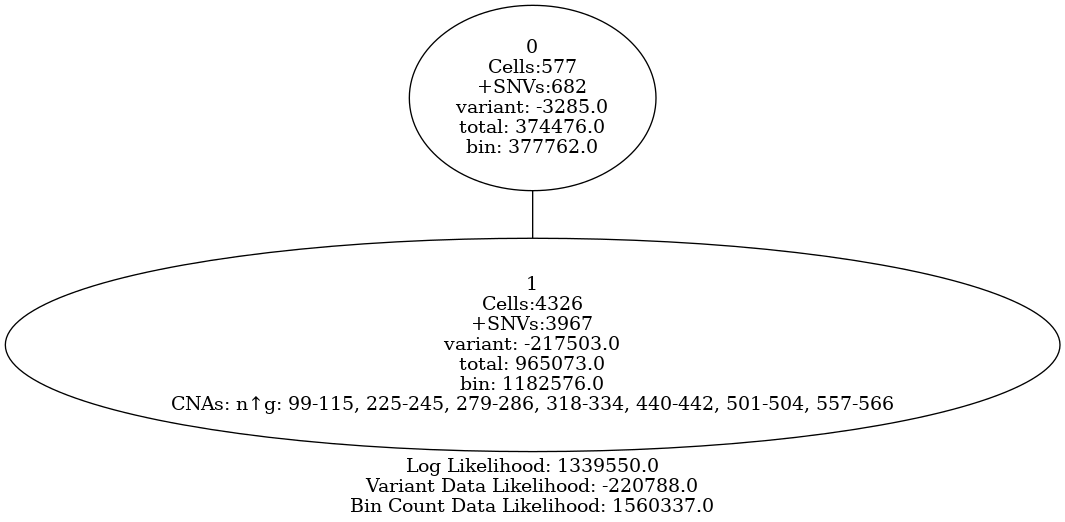 0
Cells:577
+SNVs:682
variant: -3285.0
total: 374476.0
bin: 377762.0
1
Cells:4326
+SNVs:3967
variant: -217503.0
total: 965073.0
bin: 1182576.0
CNAs: n↑g: 99-115, 225-245, 279-286, 318-334, 440-442, 501-504, 557-566
Log Likelihood: 1339550.0
Variant Data Likelihood: -220788.0
Bin Count Data Likelihood: 1560337.0